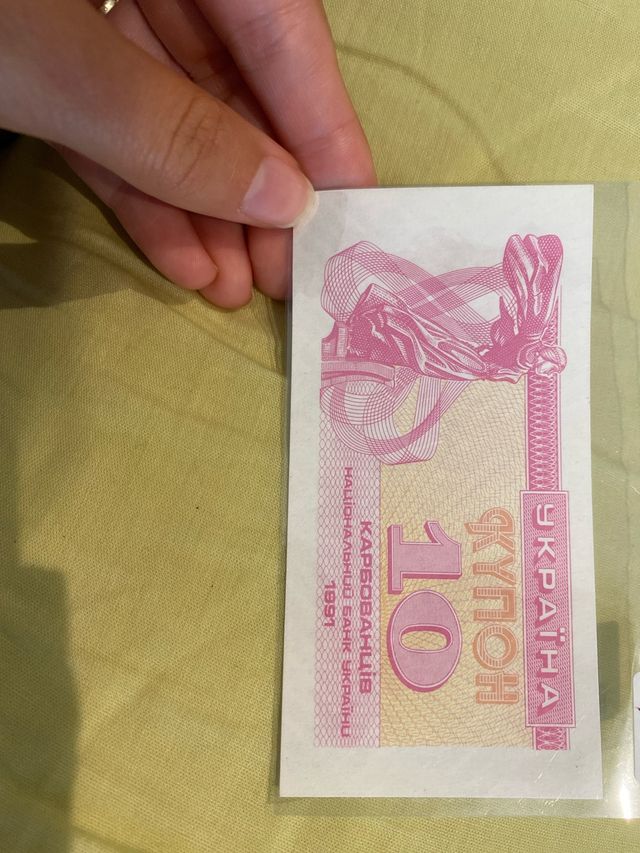 УКРАЇНА
КУПОН
10
КАРБОВАНЦІВ
НАЦІОНАЛЬНИЙ БАНК УКРАЇНИ
1991